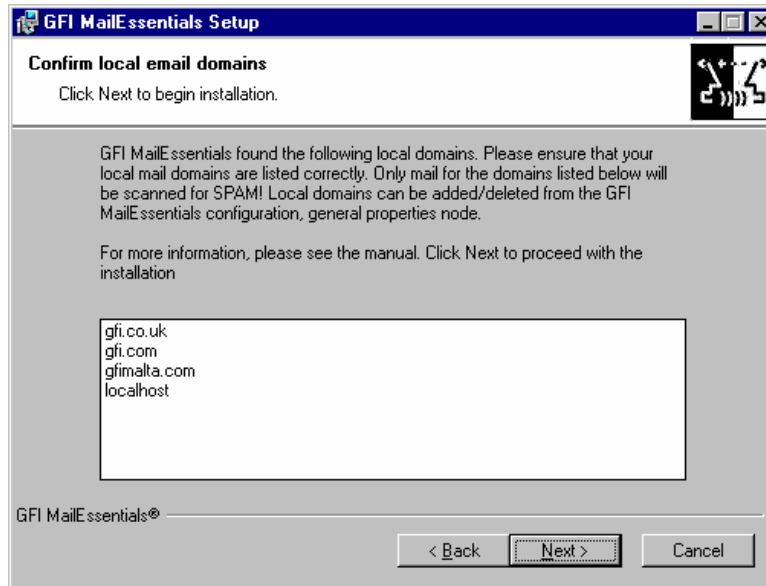 GFI MailEssentials Setup
Confirm local email domains
Click Next to begin installation.
GFI MailEssentials found the following local domains. Please ensure that your
local mail domains are listed correctly. Only mail for the domains listed below will
be scanned for SPAM! Local domains can be added/deleted from the GFI
MailEssentials configuration, general properties node.
For more information, please see the manual. Click Next to proceed with the
installation
gfi.co.uk
gfi.com
gfimalta.com
localhost
GFI MailEssentials®
< Back Next > Cancel